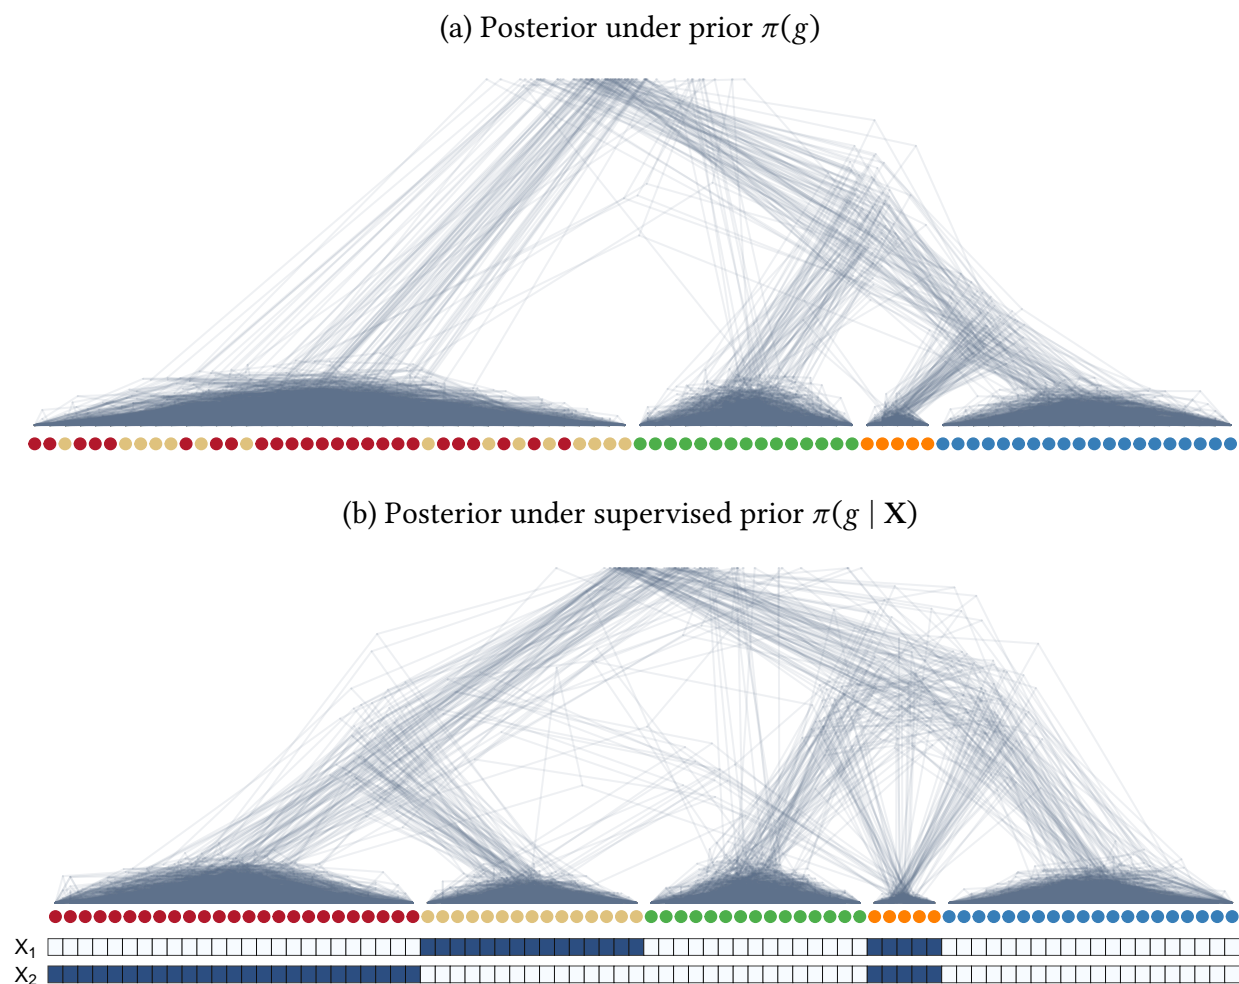 (a) Posterior under prior π(g)
(b) Posterior under supervised prior π(g | X)
X₁
X₂